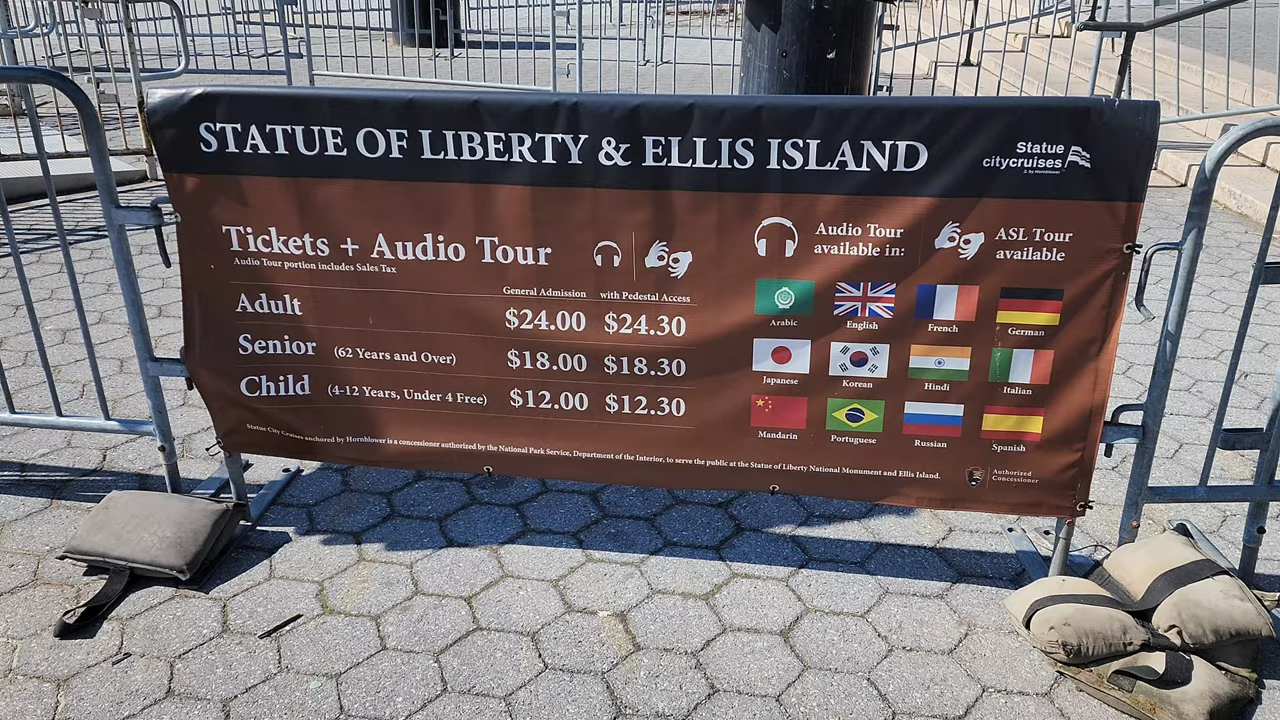 STATUE OF LIBERTY & ELLIS ISLAND
Statue
citycruises
by Hornblower
Tickets + Audio Tour
Audio Tour portion includes Sales Tax
General Admission with Pedestal Access
Adult $24.00 $24.30
Senior (62 Years and Over) $18.00 $18.30
Child (4-12 Years, Under 4 Free) $12.00 $12.30
Audio Tour
available in:
ASL Tour
available
Arabic English French German
Japanese Korean Hindi Italian
Mandarin Portuguese Russian Spanish
Statue City Cruises anchored by Hornblower is a concessioner authorized by the National Park Service, Department of the Interior, to serve the public at the Statue of Liberty National Monument and Ellis Island.
Authorized
Concessioner